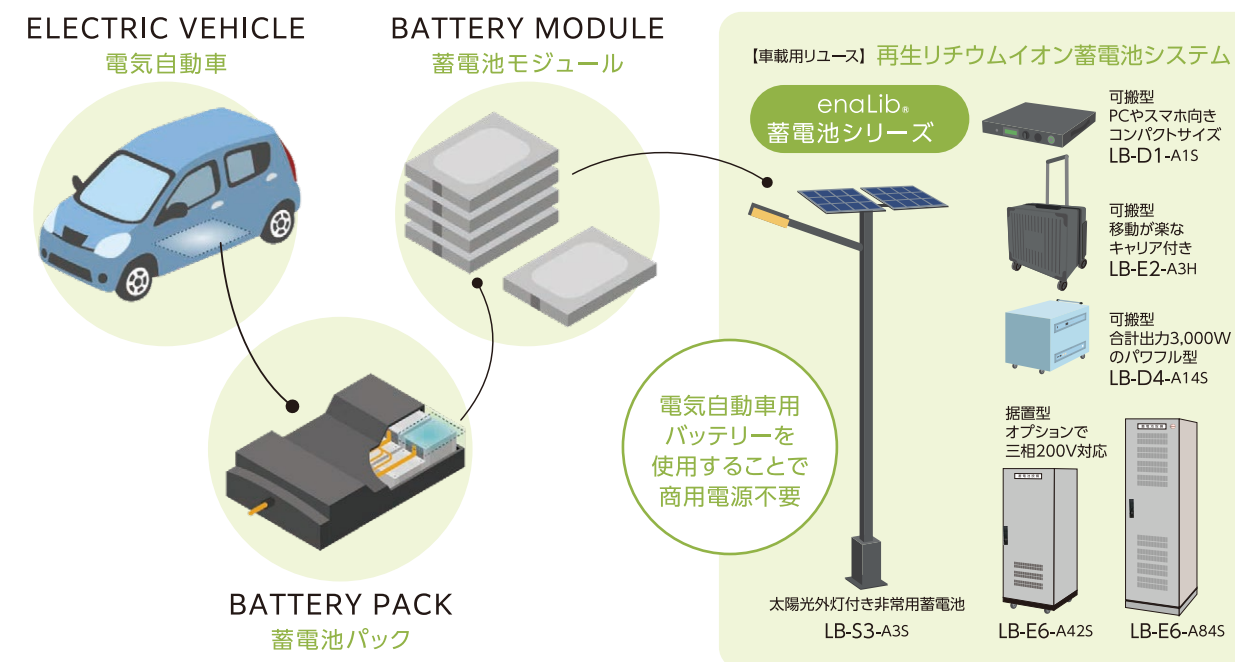 ELECTRIC VEHICLE
電気自動車
BATTERY MODULE
蓄電池モジュール
BATTERY PACK
蓄電池パック
電気自動車用
バッテリーを
使用することで
商用電源不要
【車載用リユース】再生リチウムイオン蓄電池システム
enaLib®
蓄電池シリーズ
可搬型
PCやスマホ向き
コンパクトサイズ
LB-D1-A1S
可搬型
移動が楽な
キャリア付き
LB-E2-A3H
可搬型
合計出力3,000W
のパワフル型
LB-D4-A14S
据置型
オプションで
三相200V対応
太陽光外灯付き非常用蓄電池
LB-S3-A3S
LB-E6-A42S
LB-E6-A84S